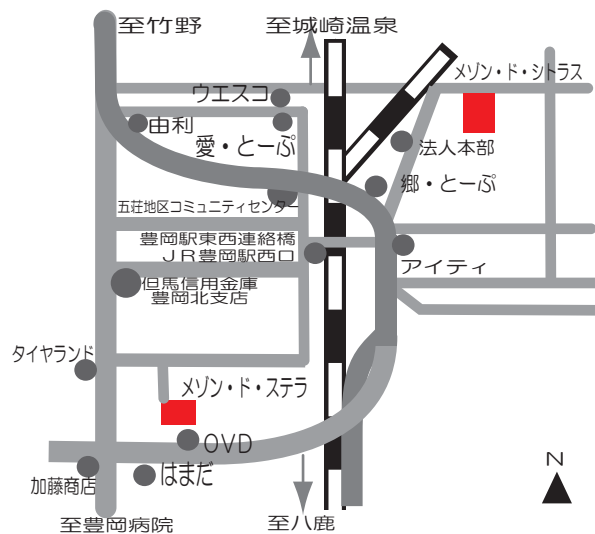 至竹野
至城崎温泉
メゾン・ド・シトラス
ウエスコ
由利
愛・とーぷ
法人本部
郷・とーぷ
五荘地区コミュニティセンター
豊岡駅東西連絡橋
JR豊岡駅西口
アイティ
但馬信用金庫
豊岡北支店
タイヤランド
メゾン・ド・ステラ
OVD
はまだ
加藤商店
至豊岡病院
至八鹿
N